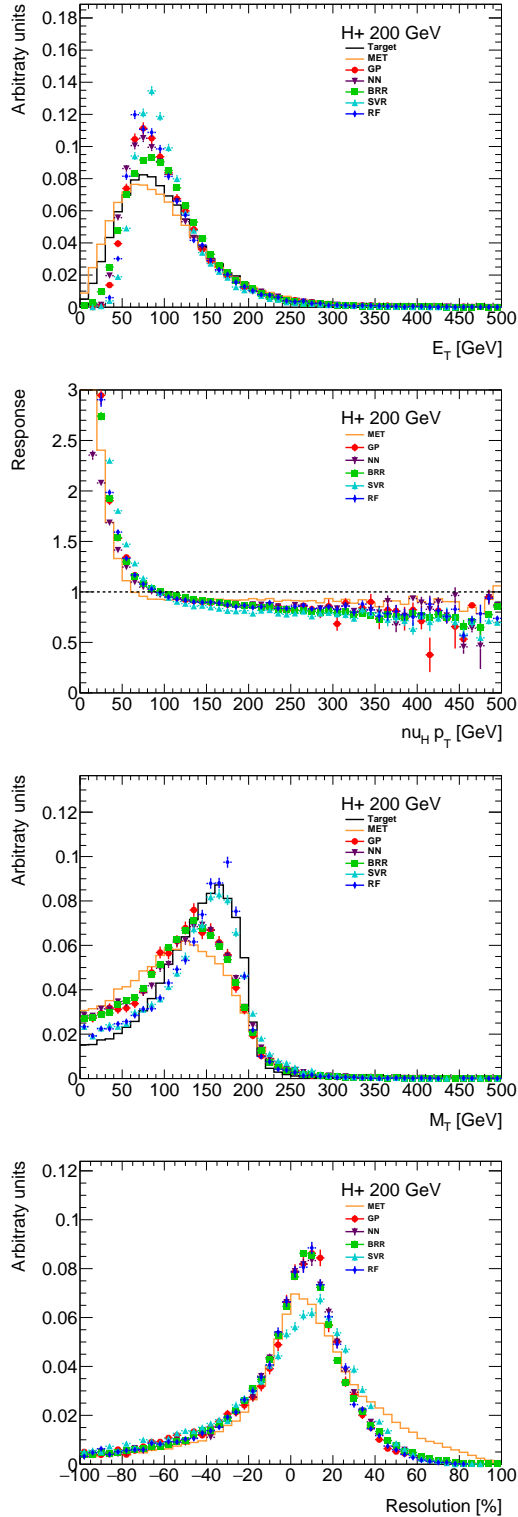 Arbitraty units
0.18
0.16
0.14
0.12
0.1
0.08
0.06
0.04
0.02
0
H+ 200 GeV
Target
MET
GP
NN
BRR
SVR
RF
0 50 100 150 200 250 300 350 400 450 500
E_T [GeV]
Response
3
2.5
2
1.5
1
0.5
0
H+ 200 GeV
MET
GP
NN
BRR
SVR
RF
0 50 100 150 200 250 300 350 400 450 500
nu_H p_T [GeV]
Arbitraty units
0.12
0.1
0.08
0.06
0.04
0.02
0
H+ 200 GeV
Target
MET
GP
NN
BRR
SVR
RF
0 50 100 150 200 250 300 350 400 450 500
M_T [GeV]
Arbitraty units
0.12
0.1
0.08
0.06
0.04
0.02
0
H+ 200 GeV
MET
GP
NN
BRR
SVR
RF
−100 −80 −60 −40 −20 0 20 40 60 80 100
Resolution [%]